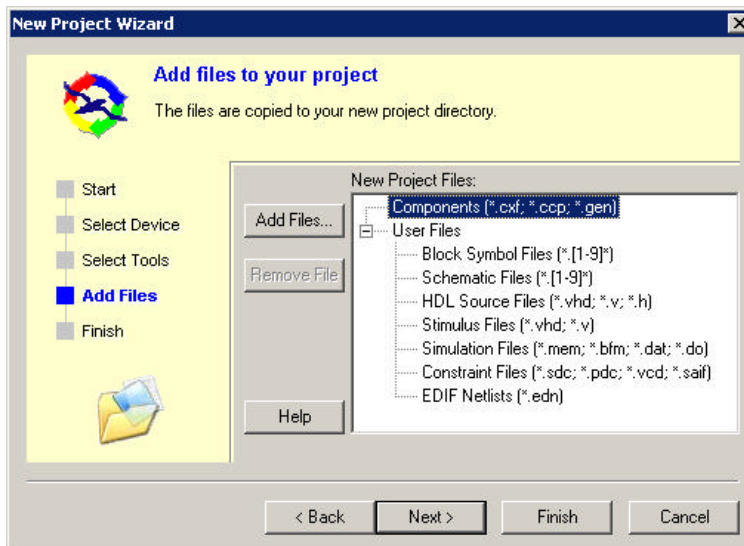 New Project Wizard
Add files to your project
The files are copied to your new project directory.
Start
Select Device
Select Tools
Add Files
Finish
New Project Files:
Add Files...
Remove File
Help
Components (*.cxf; *.ccp; *.gen)
User Files
Block Symbol Files (*.[1-9]*)
Schematic Files (*.[1-9]*)
HDL Source Files (*.vhd; *.v; *.h)
Stimulus Files (*.vhd; *.v)
Simulation Files (*.mem; *.bfm; *.dat; *.do)
Constraint Files (*.sdc; *.pdc; *.vcd; *.saif)
EDIF Netlists (*.edn)
< Back
Next >
Finish
Cancel